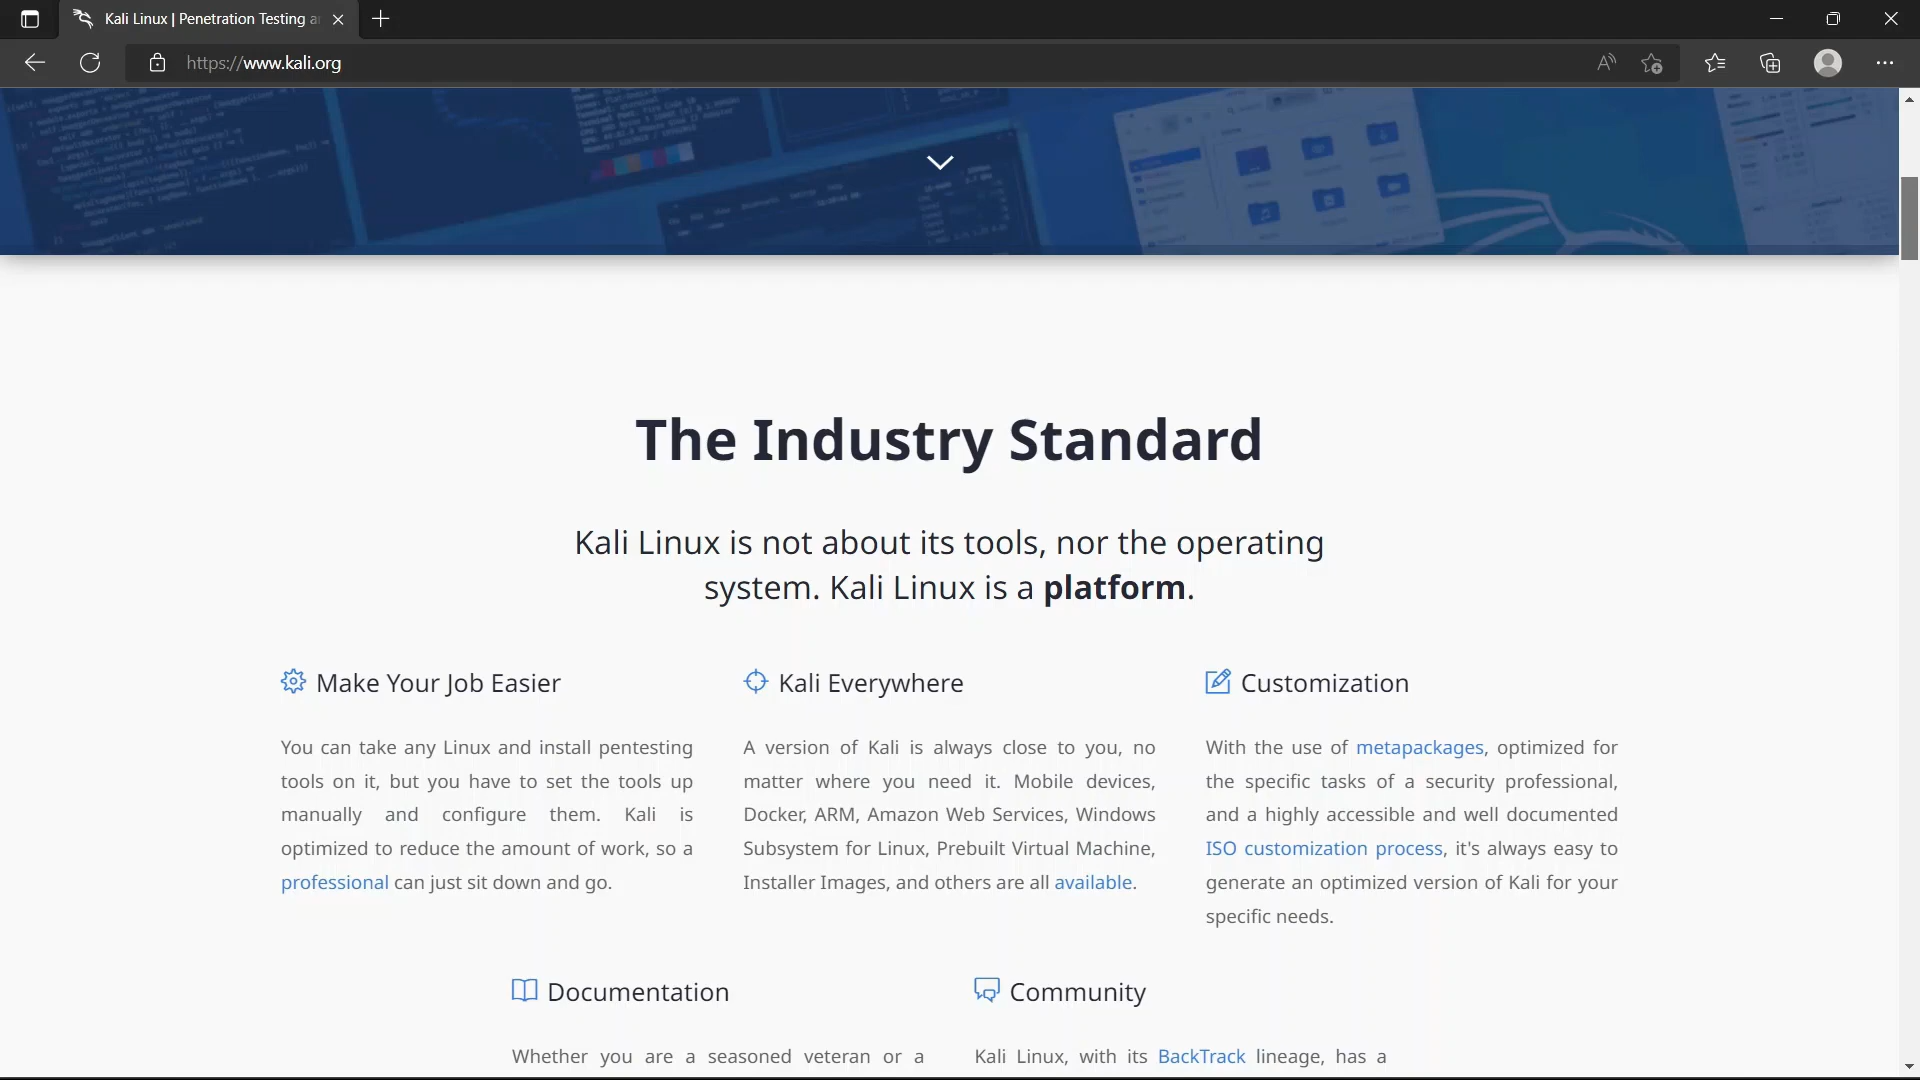 Kali Linux | Penetration Testing a
https://www.kali.org
The Industry Standard
Kali Linux is not about its tools, nor the operating
system. Kali Linux is a platform.
Make Your Job Easier
You can take any Linux and install pentesting
tools on it, but you have to set the tools up
manually and configure them. Kali is
optimized to reduce the amount of work, so a
professional can just sit down and go.
Kali Everywhere
A version of Kali is always close to you, no
matter where you need it. Mobile devices,
Docker, ARM, Amazon Web Services, Windows
Subsystem for Linux, Prebuilt Virtual Machine,
Installer Images, and others are all available.
Customization
With the use of metapackages, optimized for
the specific tasks of a security professional,
and a highly accessible and well documented
ISO customization process, it's always easy to
generate an optimized version of Kali for your
specific needs.
Documentation
Whether you are a seasoned veteran or a
Community
Kali Linux, with its BackTrack lineage, has a